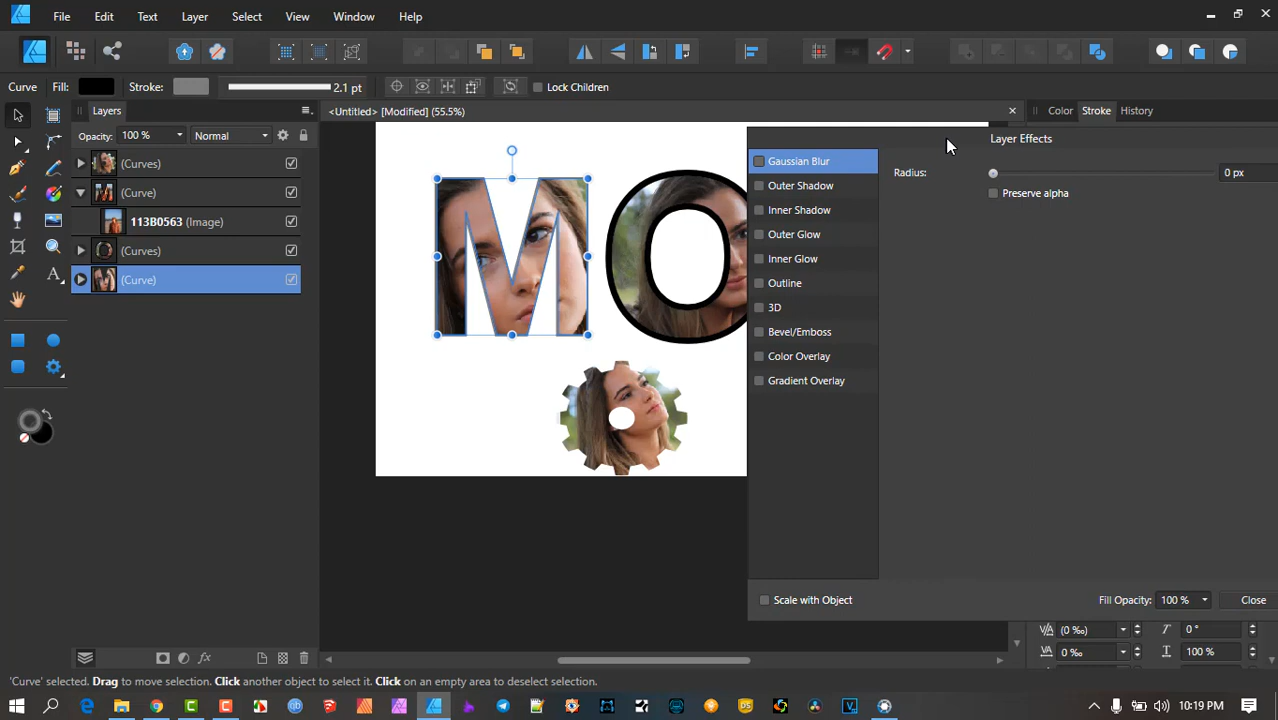 File Edit Text Layer Select View Window Help
Curve Fill: Stroke: 2.1 pt Lock Children
Layers
<Untitled> [Modified] (55.5%)
Color Stroke History
Opacity: 100 % Normal
(Curves)
(Curve)
113B0563 (Image)
(Curves)
(Curve)
MO
Layer Effects
Gaussian Blur
Outer Shadow
Inner Shadow
Outer Glow
Inner Glow
Outline
3D
Bevel/Emboss
Color Overlay
Gradient Overlay
Radius: 0 px
Preserve alpha
Scale with Object
Fill Opacity: 100 % Close
(0 ‰) 0 °
0 ‰ 100 %
'Curve' selected. Drag to move selection. Click another object to select it. Click on an empty area to deselect selection.
10:19 PM